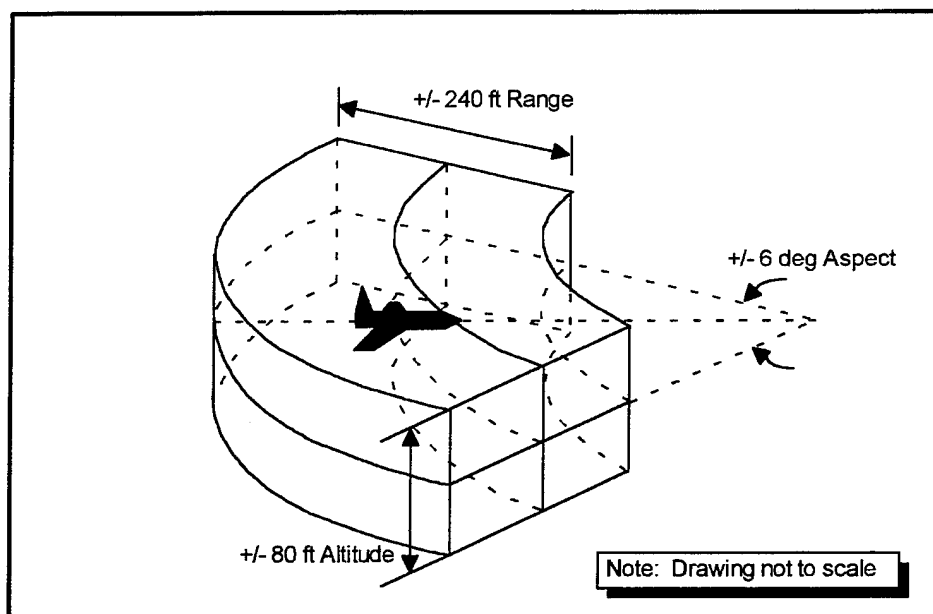 +/- 240 ft Range
+/- 6 deg Aspect
+/- 80 ft Altitude
Note: Drawing not to scale